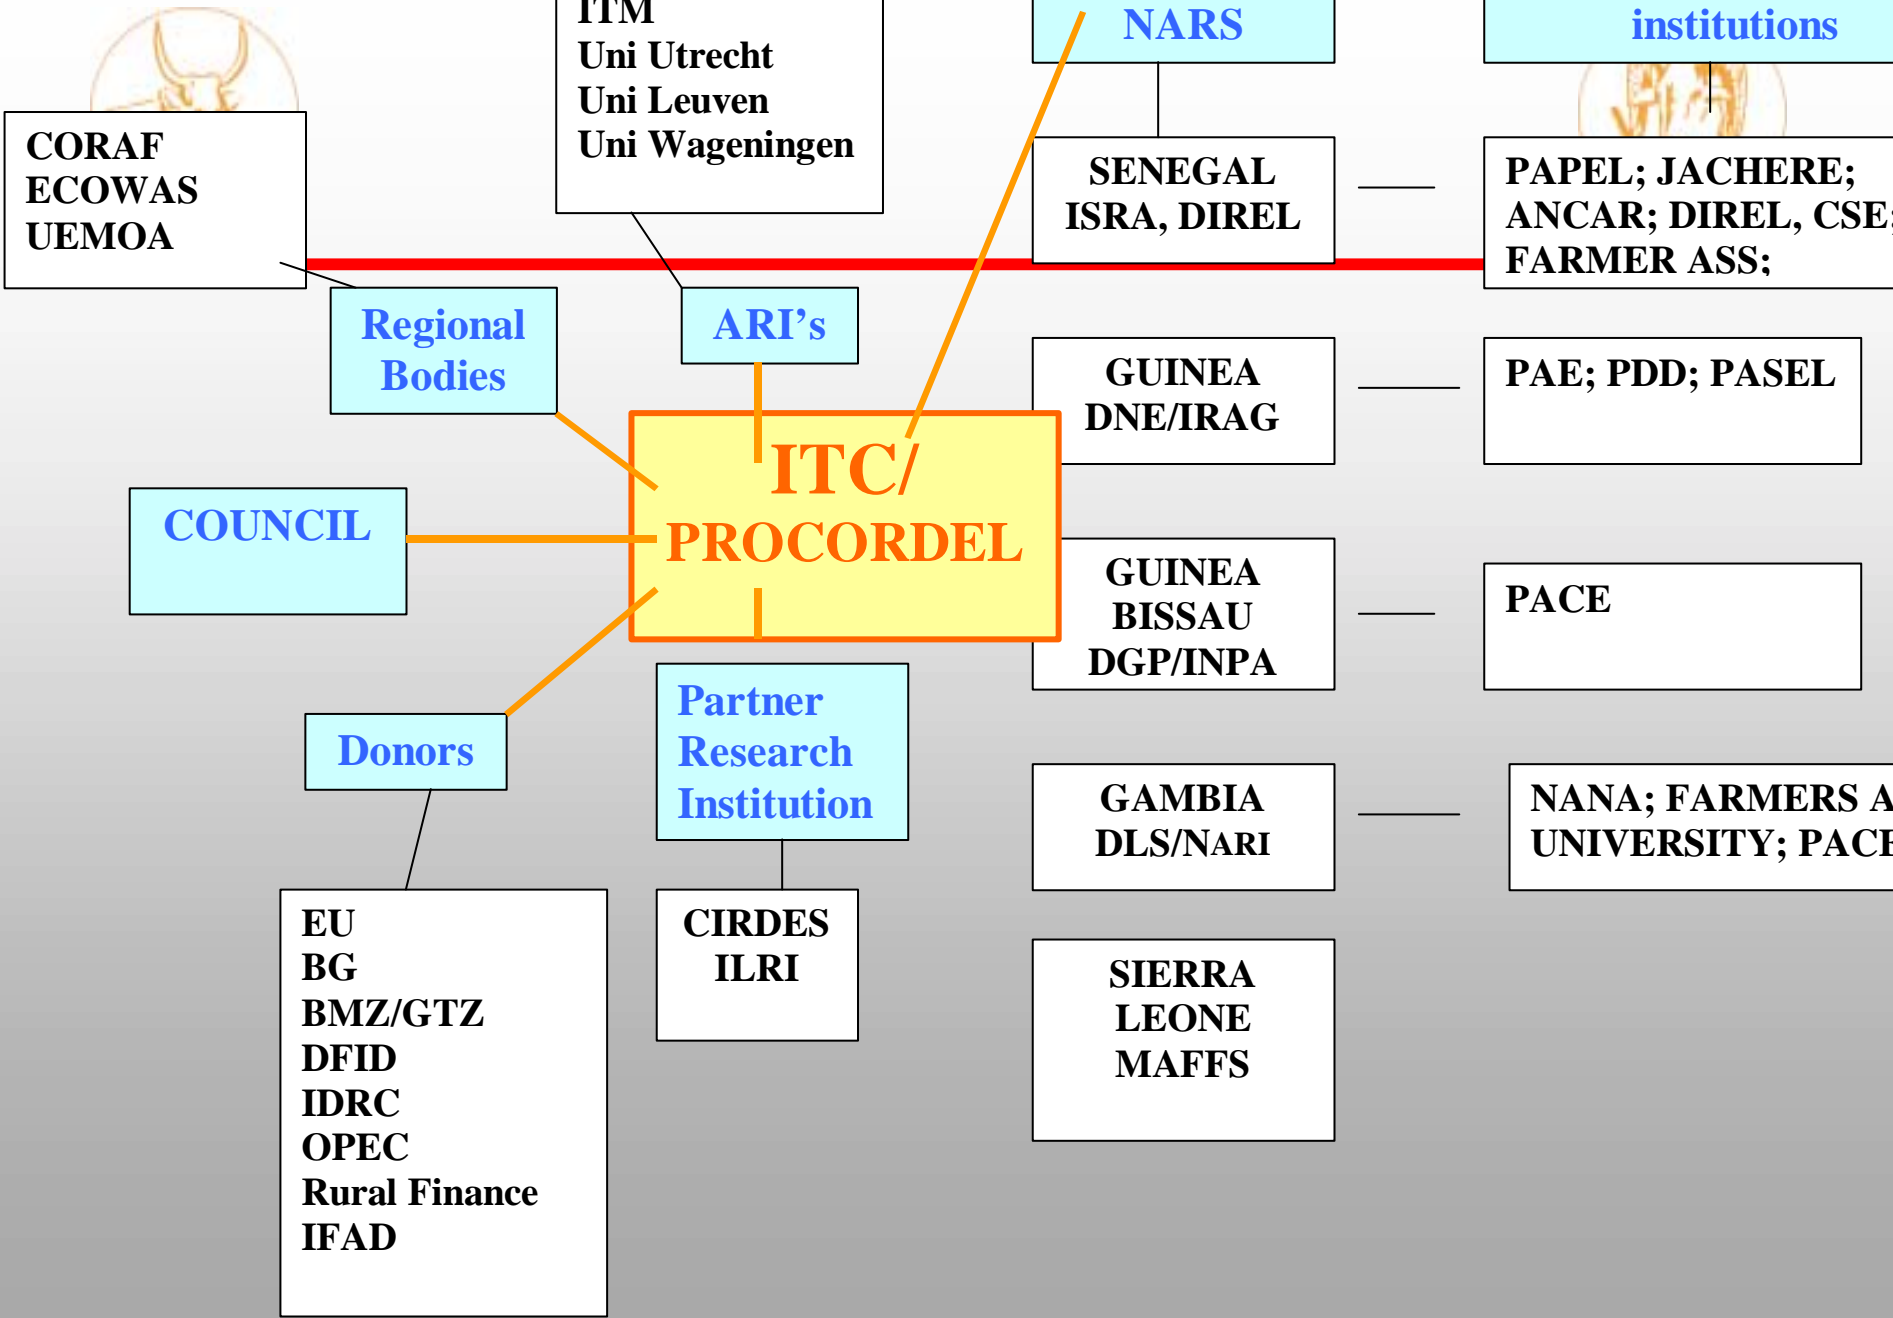 ITM
Uni Utrecht
Uni Leuven
Uni Wageningen
NARS
institutions
CORAF
ECOWAS
UEMOA
SENEGAL
ISRA, DIREL
PAPEL; JACHERE;
ANCAR; DIREL, CSE;
FARMER ASS;
Regional
Bodies
ARI’s
GUINEA
DNE/IRAG
PAE; PDD; PASEL
ITC/
PROCORDEL
COUNCIL
GUINEA
BISSAU
DGP/INPA
PACE
Donors
Partner
Research
Institution
GAMBIA
DLS/NARI
NANA; FARMERS A
UNIVERSITY; PACE
EU
BG
BMZ/GTZ
DFID
IDRC
OPEC
Rural Finance
IFAD
CIRDES
ILRI
SIERRA
LEONE
MAFFS